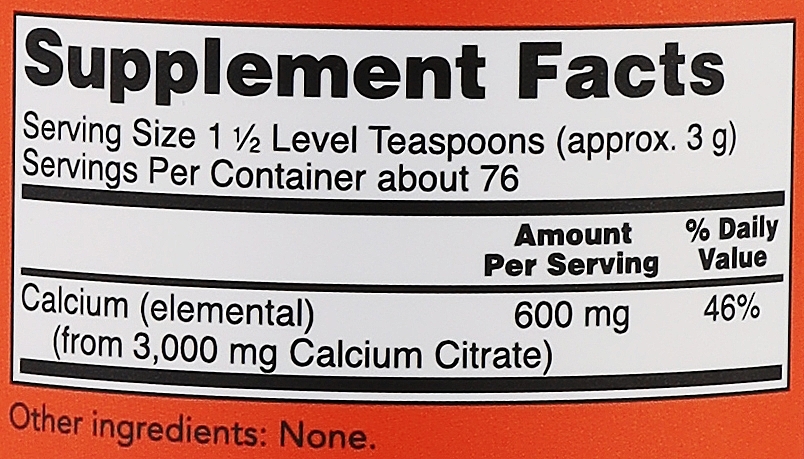 Supplement Facts
Serving Size 1 ½ Level Teaspoons (approx. 3 g)
Servings Per Container about 76
Amount Per Serving
% Daily Value
Calcium (elemental) 600 mg 46%
(from 3,000 mg Calcium Citrate)
Other ingredients: None.